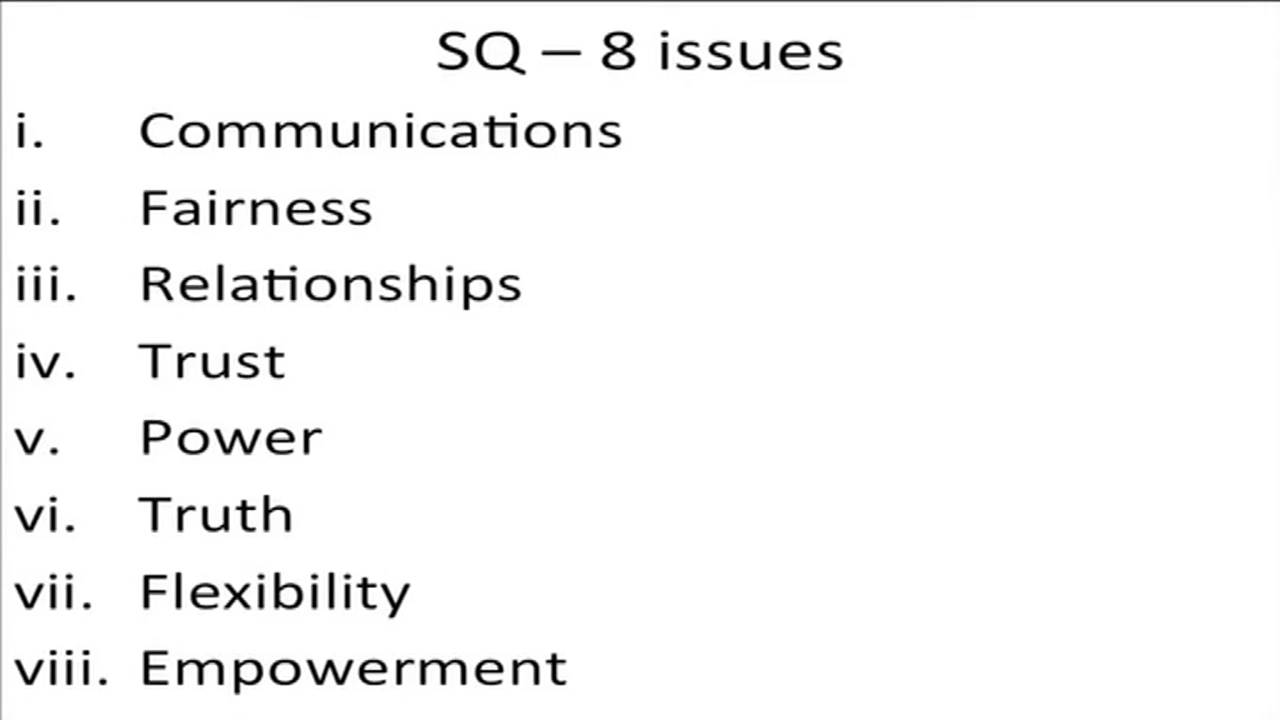 SQ – 8 issues
i. Communications
ii. Fairness
iii. Relationships
iv. Trust
v. Power
vi. Truth
vii. Flexibility
viii. Empowerment